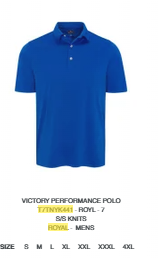 VICTORY PERFORMANCE POLO
T7TNYK441 - ROYL - 7
S/S KNITS
ROYAL - MENS
SIZE S M L XL XXL XXXL 4XL